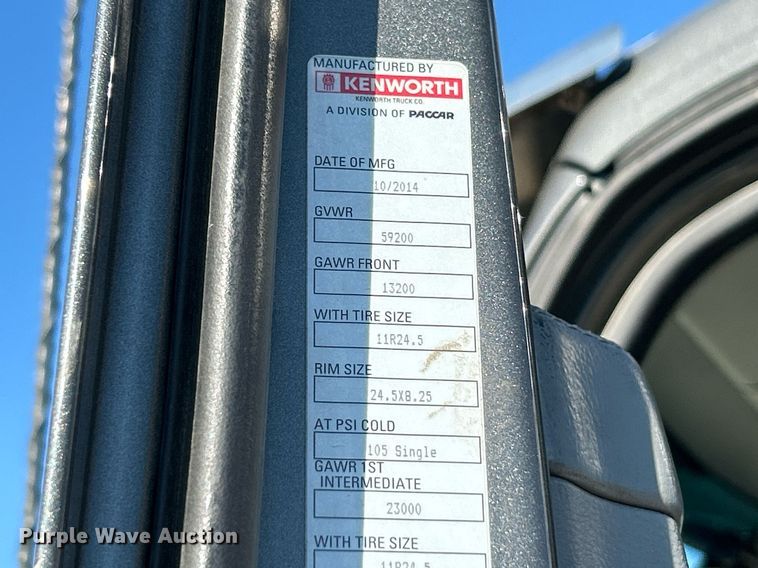 MANUFACTURED BY
KENWORTH
KENWORTH TRUCK CO.
A DIVISION OF PACCAR
DATE OF MFG
10/2014
GVWR
59200
GAWR FRONT
13200
WITH TIRE SIZE
11R24.5
RIM SIZE
24.5X8.25
AT PSI COLD
105 Single
GAWR 1ST
INTERMEDIATE
23000
WITH TIRE SIZE
11R24.5
Purple Wave Auction